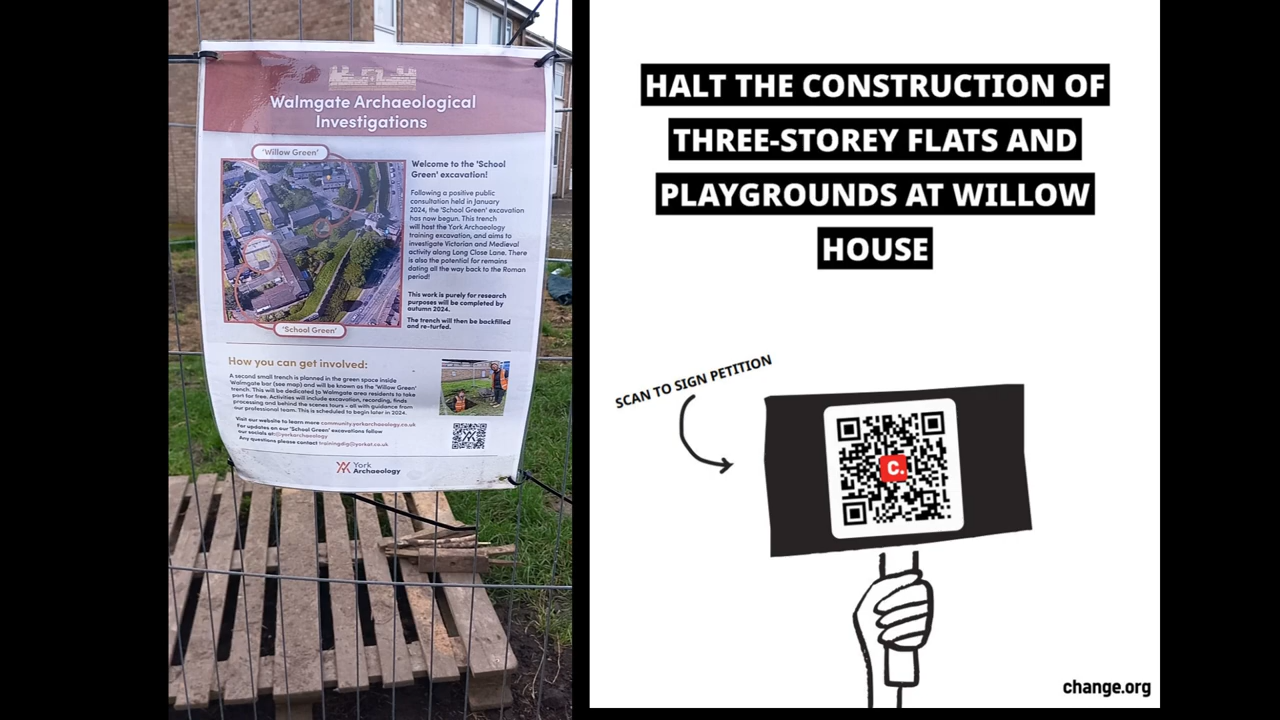 Walmgate Archaeological
Investigations
'Willow Green'
Welcome to the 'School
Green' excavation!
Following a positive public
consultation held in January
2024, the 'School Green' excavation
has now begun. This trench
will host the York Archaeology
training excavation, and aims to
investigate Victorian and Medieval
activity along Long Close Lane. There
is also the potential for remains
dating all the way back to the Roman
period!
This work is purely for research
purposes will be completed by
autumn 2024.
The trench will then be backfilled
and re-turfed.
'School Green'
How you can get involved:
A second small trench is planned in the green space inside
Walmgate bar (see map) and will be known as the 'Willow Green'
trench. This will be dedicated to Walmgate area residents to take
part for free. Activities will include excavation, recording, finds
processing and behind the scenes tours - all with guidance from
our professional team. This is scheduled to begin later in 2024.
Visit our website to learn more community.yorkarchaeology.co.uk
For updates on our 'School Green' excavations follow
our socials at @yorkarchaeology
Any questions please contact trainingdig@yorkat.co.uk
York
Archaeology
HALT THE CONSTRUCTION OF
THREE-STOREY FLATS AND
PLAYGROUNDS AT WILLOW
HOUSE
SCAN TO SIGN PETITION
c.
change.org